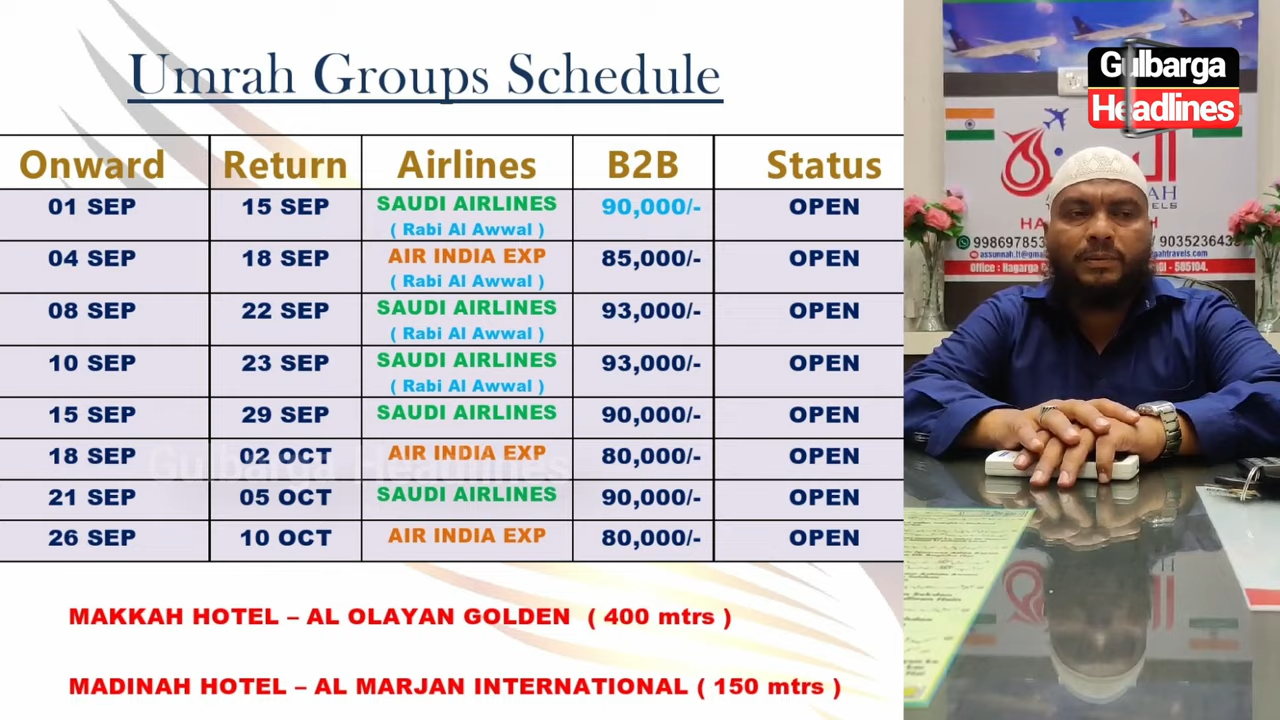 Umrah Groups Schedule
Onward Return Airlines B2B Status
01 SEP 15 SEP SAUDI AIRLINES 90,000/- OPEN
( Rabi Al Awwal )
04 SEP 18 SEP AIR INDIA EXP 85,000/- OPEN
( Rabi Al Awwal )
08 SEP 22 SEP SAUDI AIRLINES 93,000/- OPEN
( Rabi Al Awwal )
10 SEP 23 SEP SAUDI AIRLINES 93,000/- OPEN
( Rabi Al Awwal )
15 SEP 29 SEP SAUDI AIRLINES 90,000/- OPEN
18 SEP 02 OCT AIR INDIA EXP 80,000/- OPEN
21 SEP 05 OCT SAUDI AIRLINES 90,000/- OPEN
26 SEP 10 OCT AIR INDIA EXP 80,000/- OPEN
MAKKAH HOTEL – AL OLAYAN GOLDEN ( 400 mtrs )
MADINAH HOTEL – AL MARJAN INTERNATIONAL ( 150 mtrs )
Gulbarga Headlines
Gulbarga
Headlines
Office :
585104.